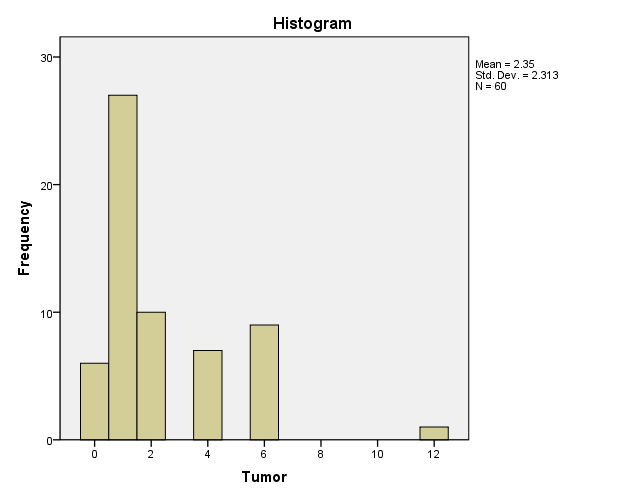 Histogram
Mean = 2.35
Std. Dev. = 2.313
N = 60
30
20
10
0
Frequency
0 2 4 6 8 10 12
Tumor